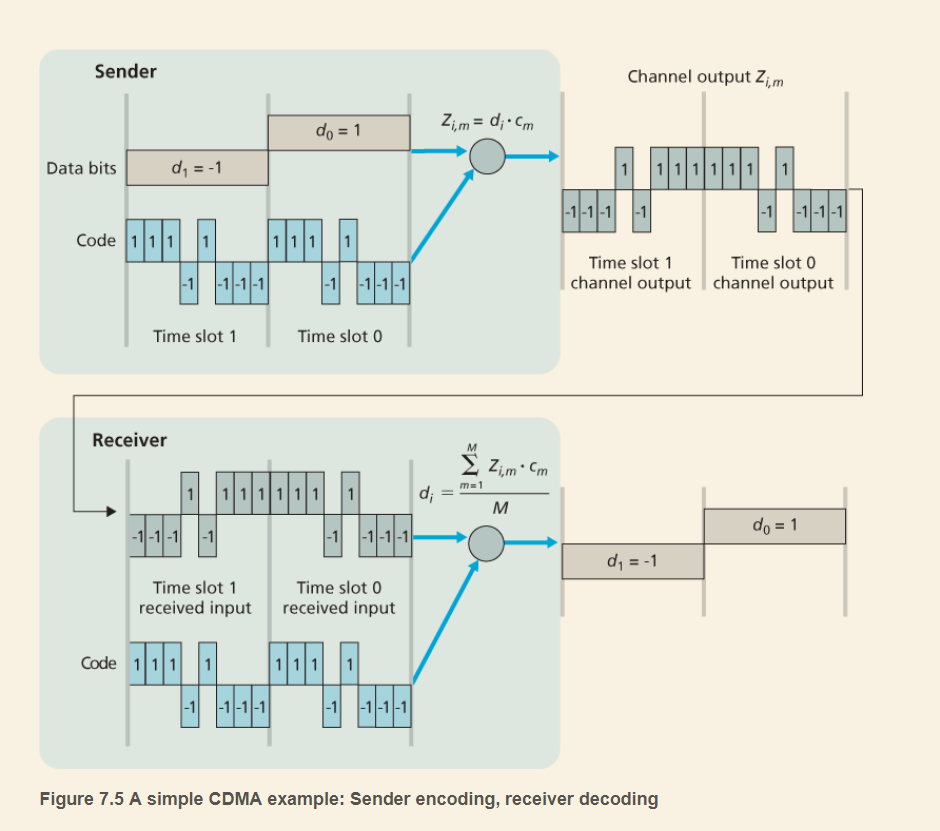 Sender
Channel output Z_{i,m}
d_0 = 1
Z_{i,m} = d_i · c_m
Data bits
d_1 = -1
1 1 1 1 1 1 1 1
-1 -1 -1 -1 -1 -1 -1 -1
Code
1 1 1 1 1 1 1 1
-1 -1 -1 -1 -1 -1 -1 -1
Time slot 1 channel output
Time slot 0 channel output
Time slot 1
Time slot 0
Receiver
d_i = \frac{\sum_{m=1}^{M} Z_{i,m} · c_m}{M}
1 1 1 1 1 1 1 1
-1 -1 -1 -1 -1 -1 -1 -1
d_0 = 1
d_1 = -1
Time slot 1 received input
Time slot 0 received input
Code
1 1 1 1 1 1 1 1
-1 -1 -1 -1 -1 -1 -1 -1
Figure 7.5 A simple CDMA example: Sender encoding, receiver decoding